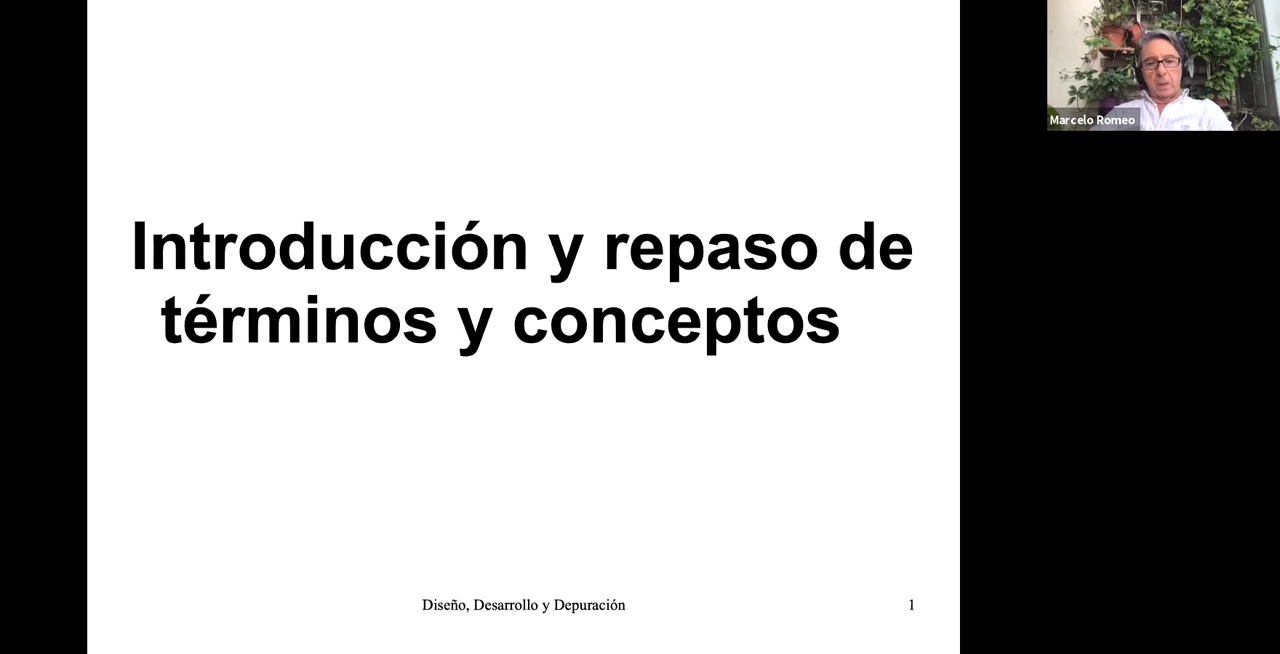 Marcelo Romeo
Introducción y repaso de
términos y conceptos
Diseño, Desarrollo y Depuración
1